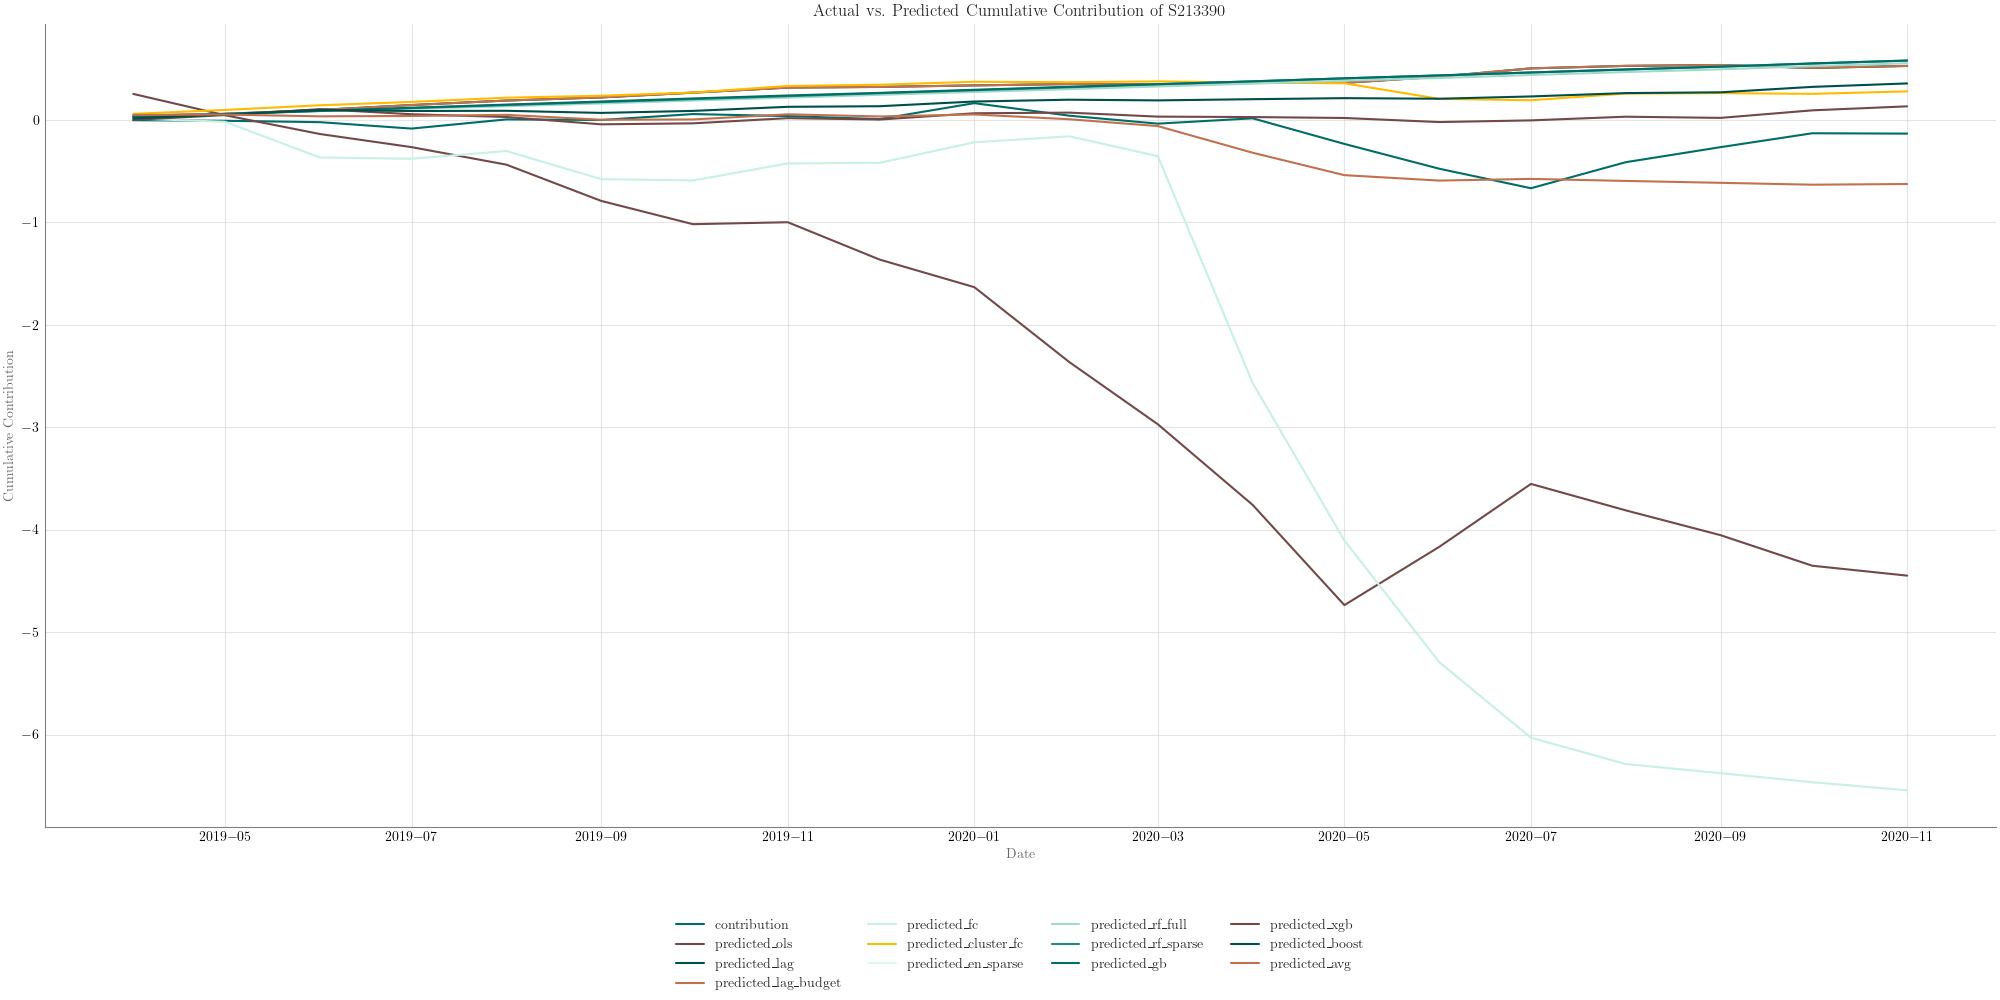 Actual vs. Predicted Cumulative Contribution of S213390
Cumulative Contribution
0
−1
−2
−3
−4
−5
−6
2019−05 2019−07 2019−09 2019−11 2020−01 2020−03 2020−05 2020−07 2020−09 2020−11
Date
contribution predicted_fc predicted_rf_full predicted_xgb
predicted_ols predicted_cluster_fc predicted_rf_sparse predicted_boost
predicted_lag predicted_en_sparse predicted_gb predicted_avg
predicted_lag_budget